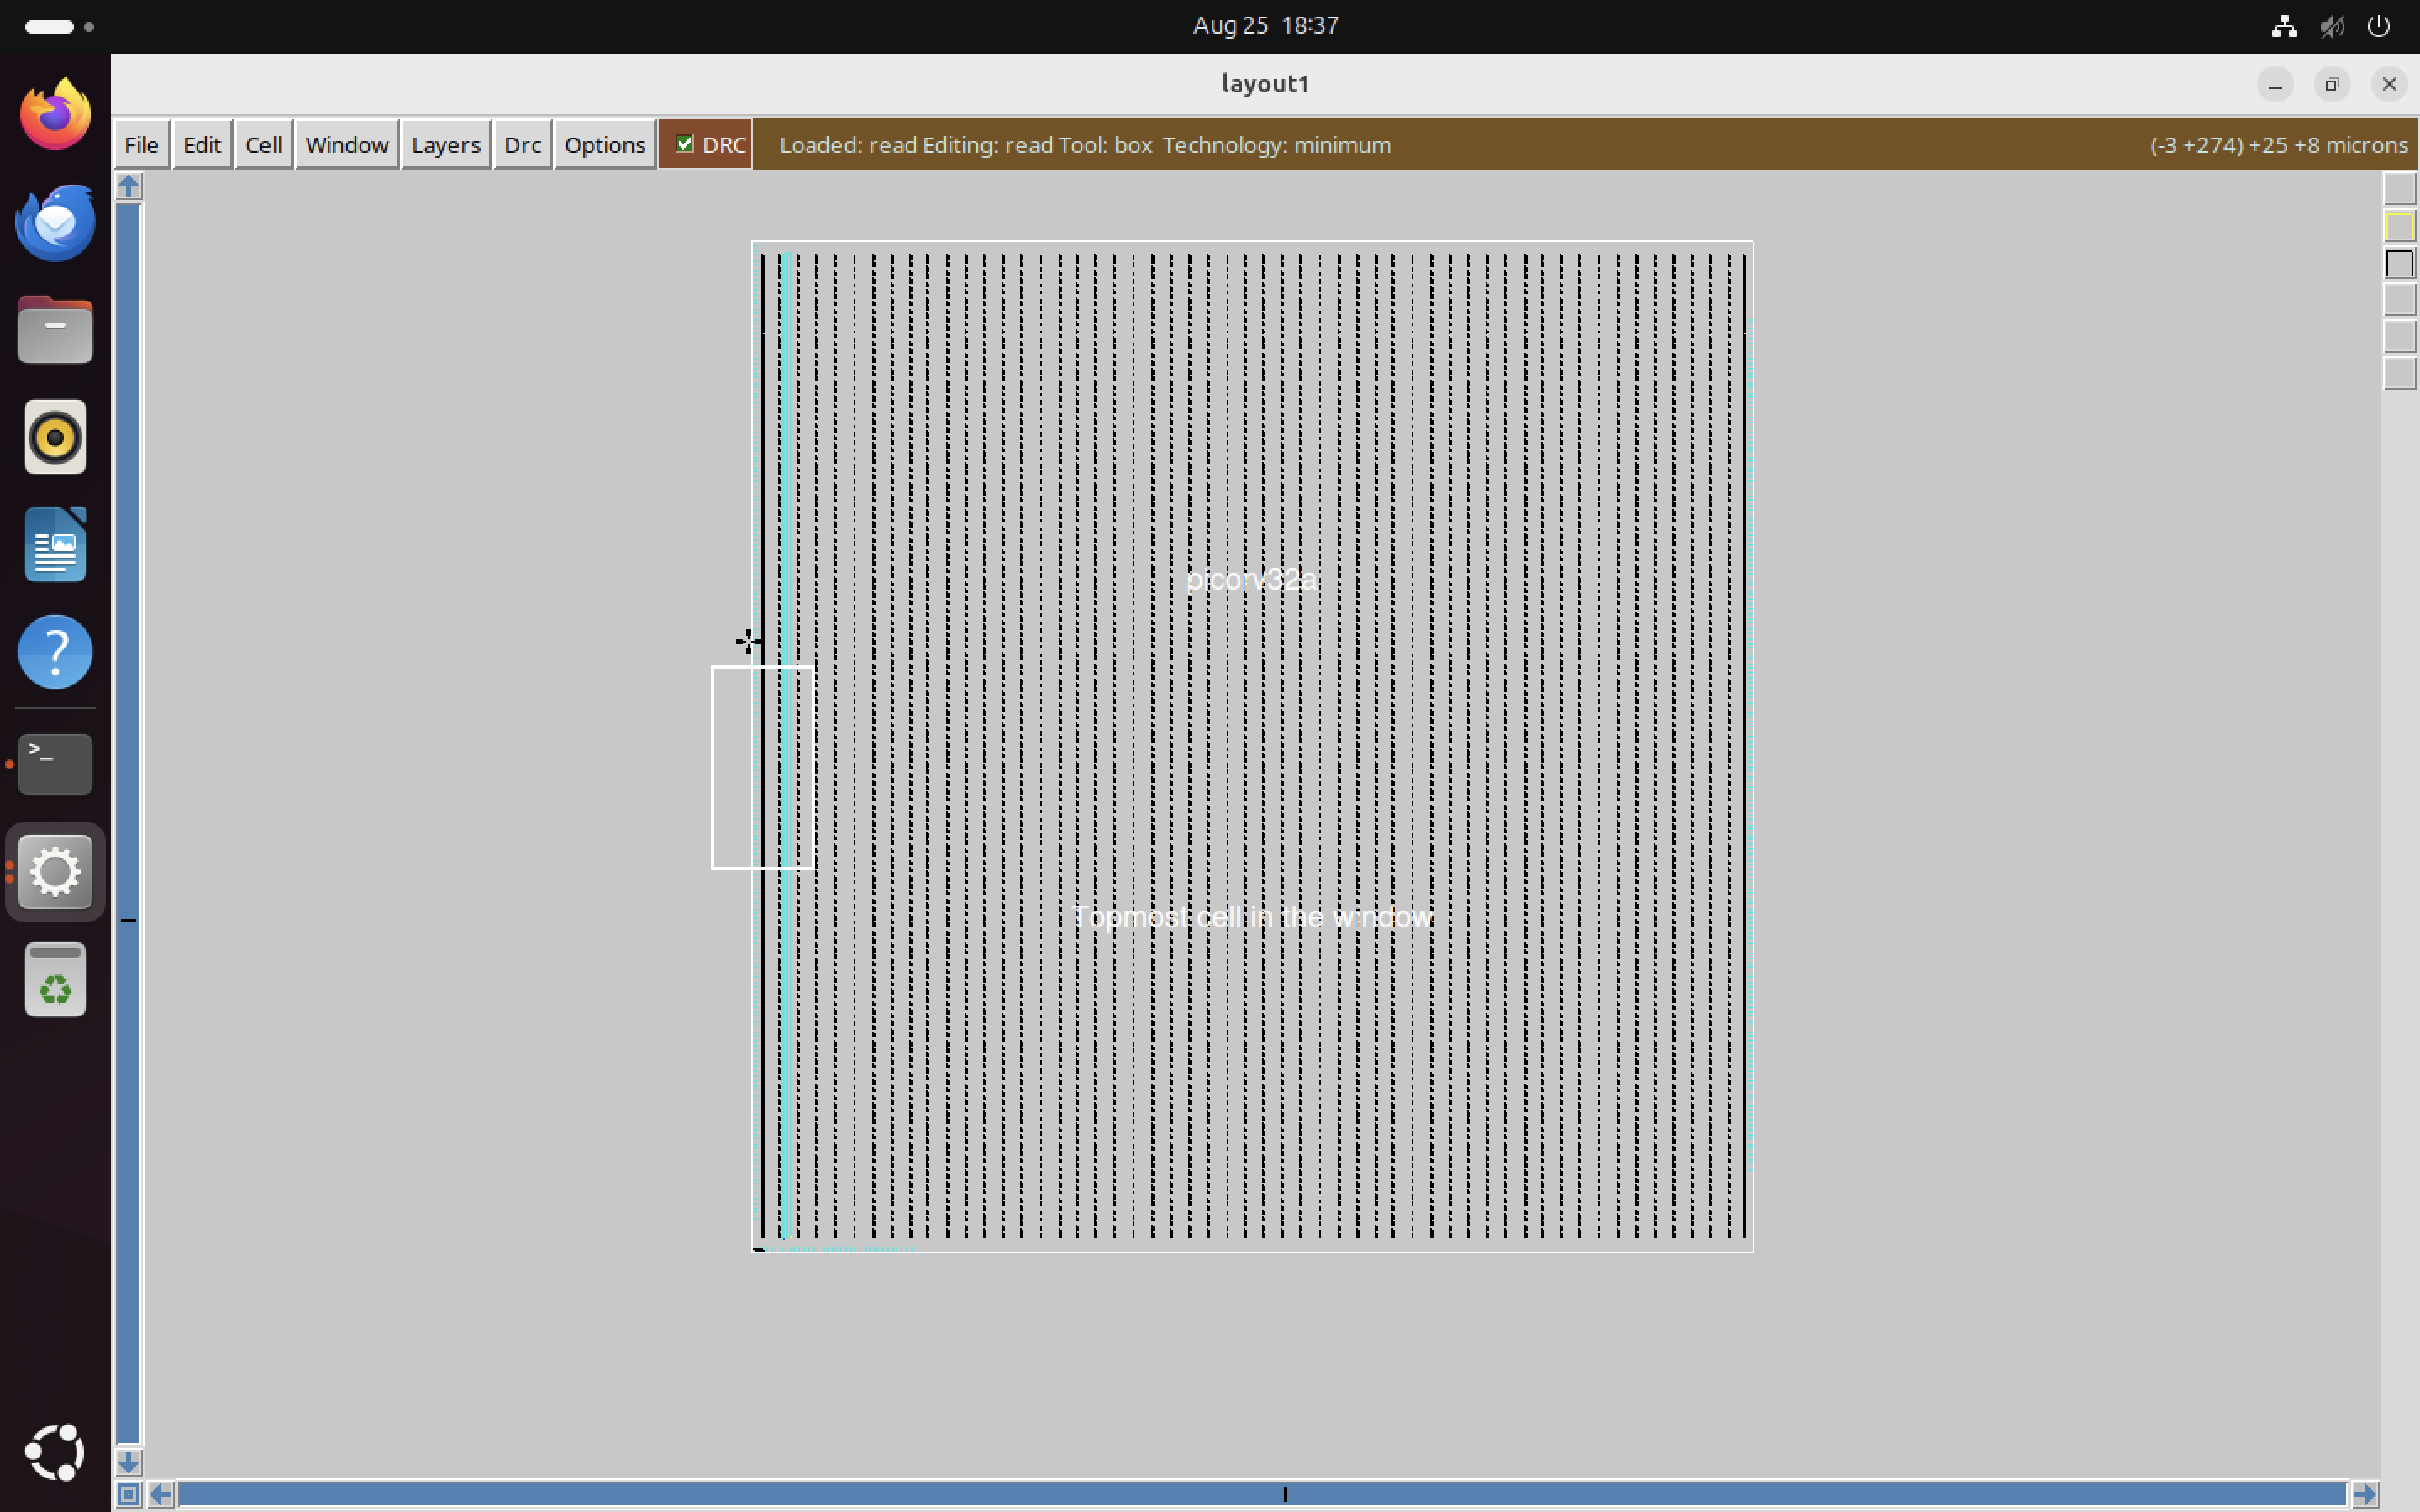 Aug 25 18:37
layout1
File Edit Cell Window Layers Drc Options DRC Loaded: read Editing: read Tool: box Technology: minimum (-3 +274) +25 +8 microns
picorv32a
Topmost cell in the window